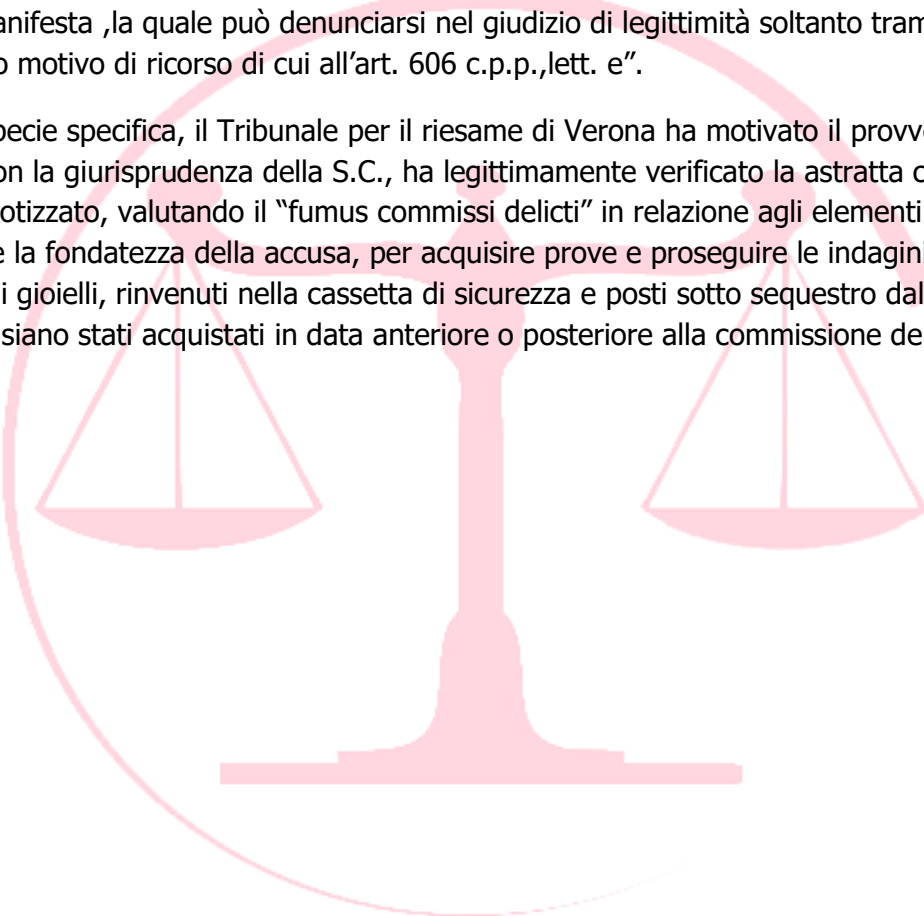 anifesta ,la quale può denunciarsi nel giudizio di legittimità soltanto tram
o motivo di ricorso di cui all’art. 606 c.p.p.,lett. e”.
pecie specifica, il Tribunale per il riesame di Verona ha motivato il provve
on la giurisprudenza della S.C., ha legittimamente verificato la astratta c
otizzato, valutando il “fumus commissi delicti” in relazione agli elementi
e la fondatezza della accusa, per acquisire prove e proseguire le indagini
i gioielli, rinvenuti nella cassetta di sicurezza e posti sotto sequestro dal
siano stati acquistati in data anteriore o posteriore alla commissione de